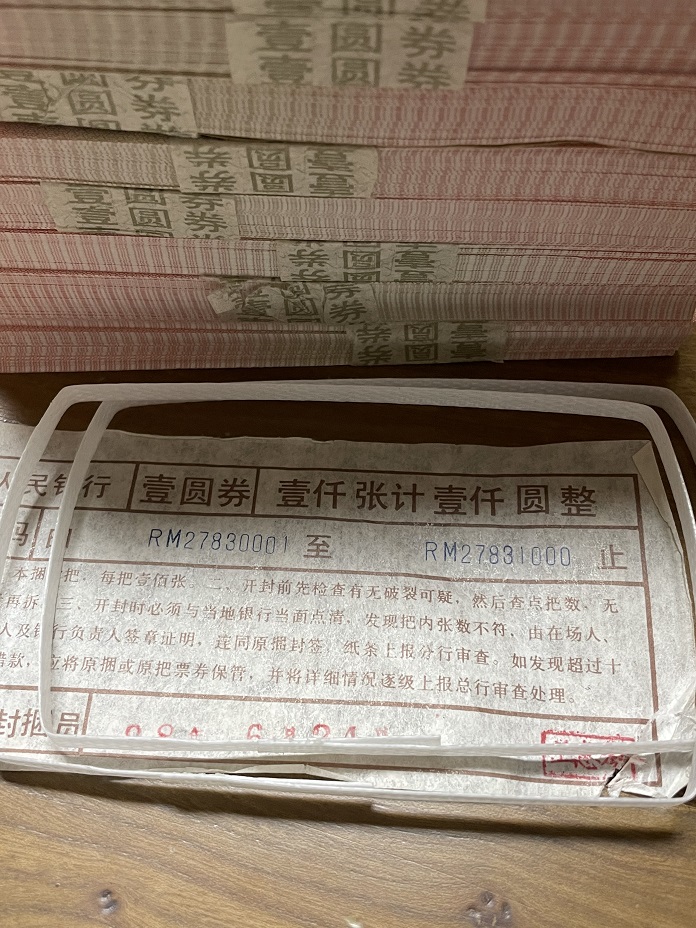 壹圆券
壹圆券
壹圆券
壹圆券
壹圆券
壹圆券
壹圆券
壹圆券
壹圆券
人民银行 壹圆券 壹仟张计壹仟圆整
码 RM27830001 至 RM27831000 止
本捆 把，每把壹佰张。二、开封前先检查有无破裂可疑，然后查点把数，无
再拆 三、开封时必须与当地银行当面点清，发现把内张数不符，由在场人、
人及银行负责人签章证明，连同原捆封签、纸条上报分行审查。如发现超过十
错款，应将原捆或原把票券保管，并将详细情况逐级上报总行审查处理。
封捆员 98 6 24